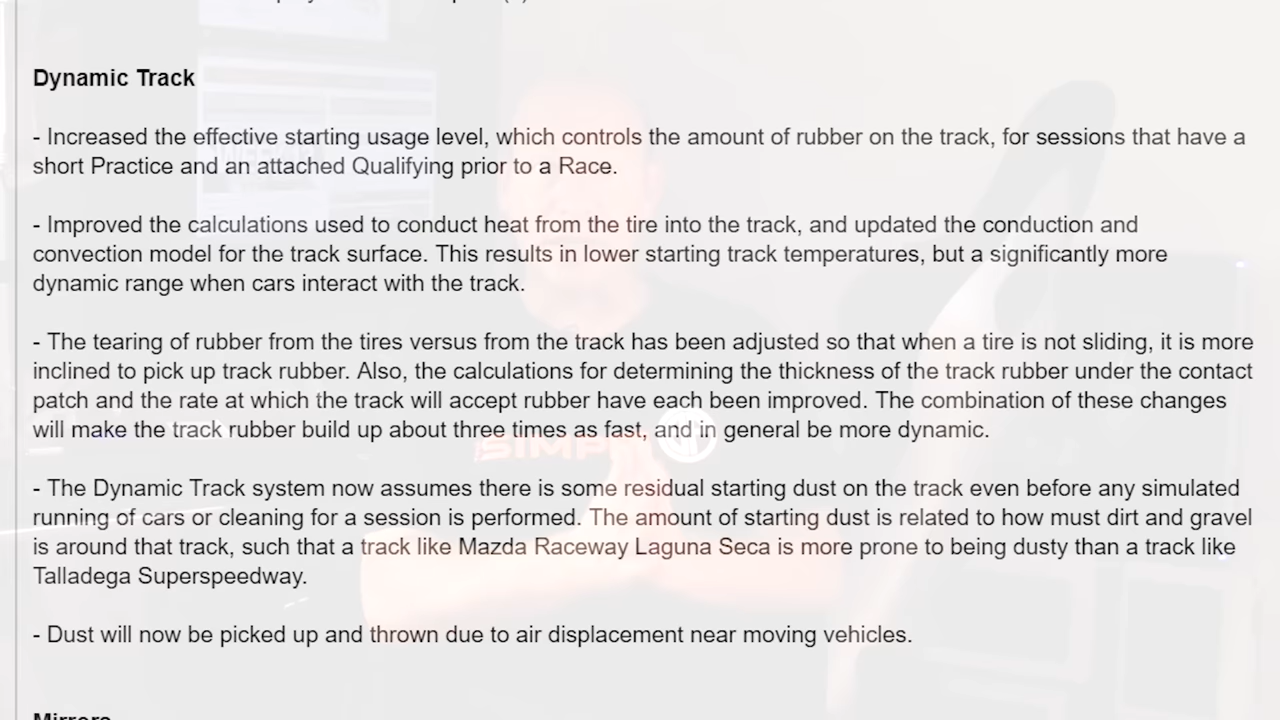 Dynamic Track
- Increased the effective starting usage level, which controls the amount of rubber on the track, for sessions that have a
short Practice and an attached Qualifying prior to a Race.
- Improved the calculations used to conduct heat from the tire into the track, and updated the conduction and
convection model for the track surface. This results in lower starting track temperatures, but a significantly more
dynamic range when cars interact with the track.
- The tearing of rubber from the tires versus from the track has been adjusted so that when a tire is not sliding, it is more
inclined to pick up track rubber. Also, the calculations for determining the thickness of the track rubber under the contact
patch and the rate at which the track will accept rubber have each been improved. The combination of these changes
will make the track rubber build up about three times as fast, and in general be more dynamic.
- The Dynamic Track system now assumes there is some residual starting dust on the track even before any simulated
running of cars or cleaning for a session is performed. The amount of starting dust is related to how must dirt and gravel
is around that track, such that a track like Mazda Raceway Laguna Seca is more prone to being dusty than a track like
Talladega Superspeedway.
- Dust will now be picked up and thrown due to air displacement near moving vehicles.
Mirrors